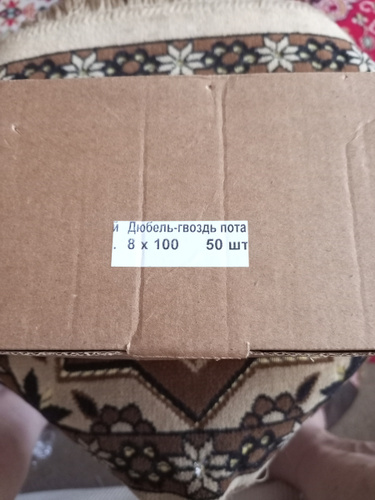 й Дюбель-гвоздь пота
. 8 х 100 50 шт